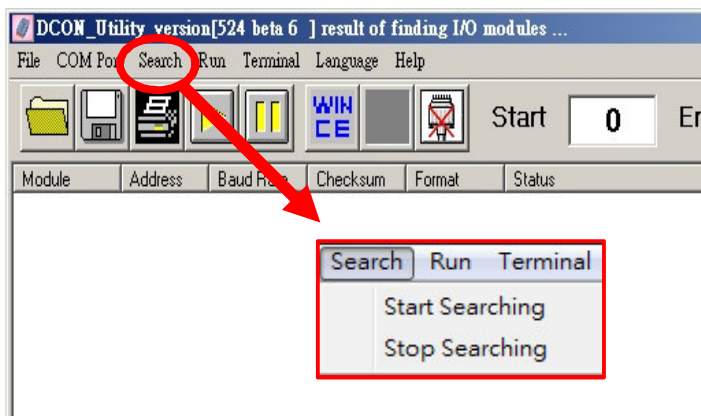 DCON_Utility version[524 beta 6 ] result of finding I/O modules ...
File COM Por Search Run Terminal Language Help
WIN CE Start 0 En
Module Address Baud Rate Checksum Format Status
Search Run Terminal
Start Searching
Stop Searching